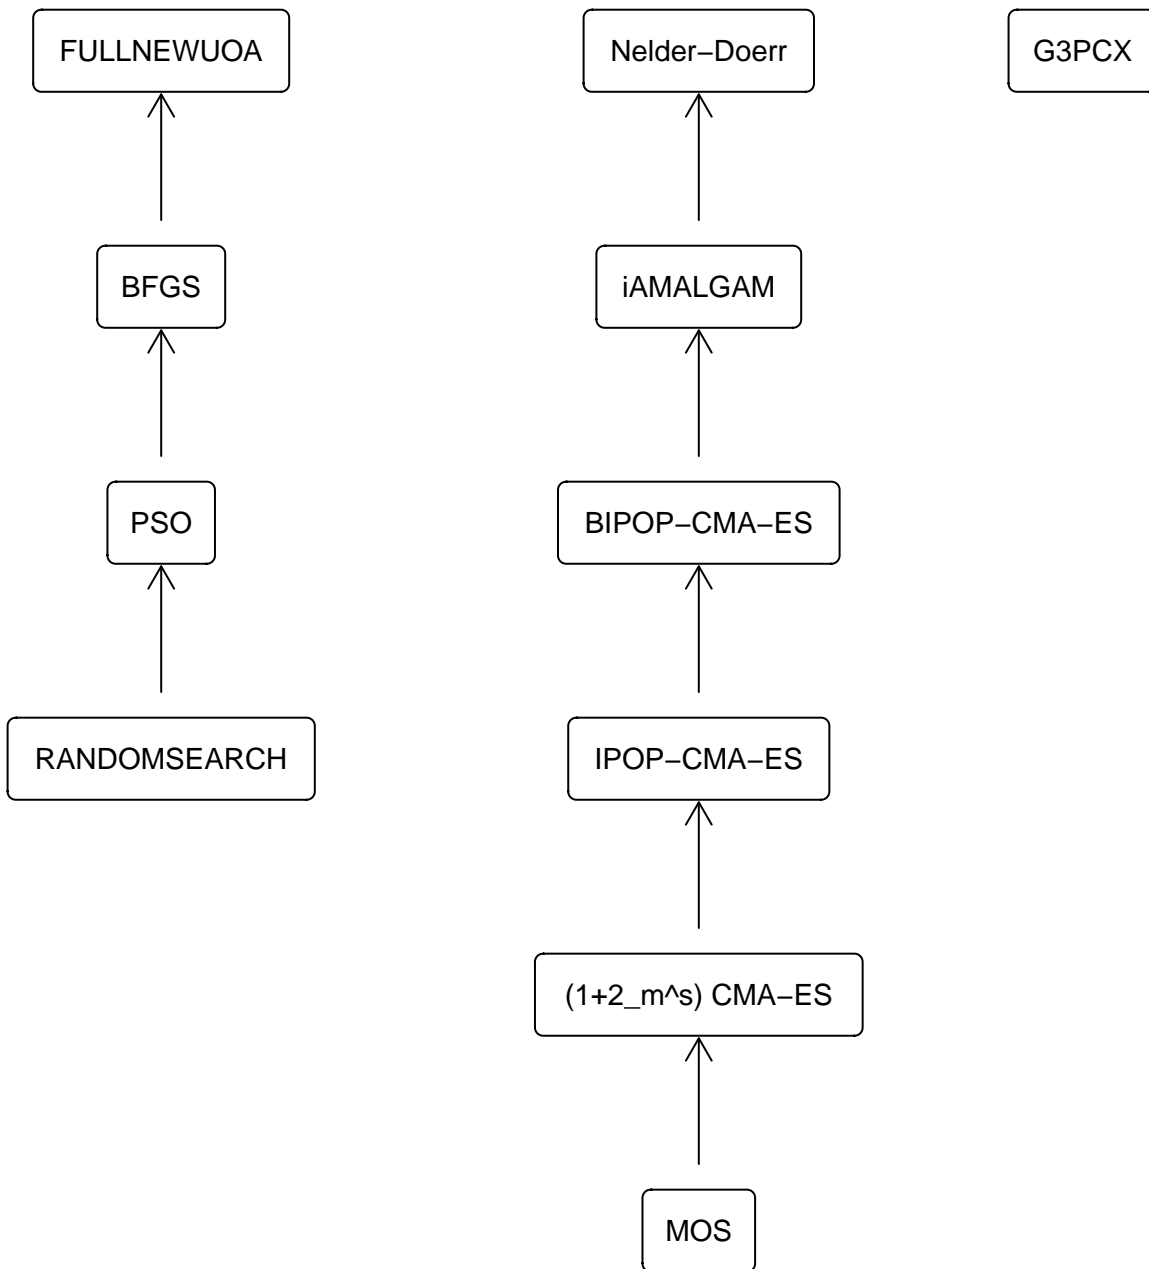 FULLNEWUOA
Nelder−Doerr
G3PCX
BFGS
iAMALGAM
PSO
BIPOP−CMA−ES
RANDOMSEARCH
IPOP−CMA−ES
(1+2_m^s) CMA−ES
MOS